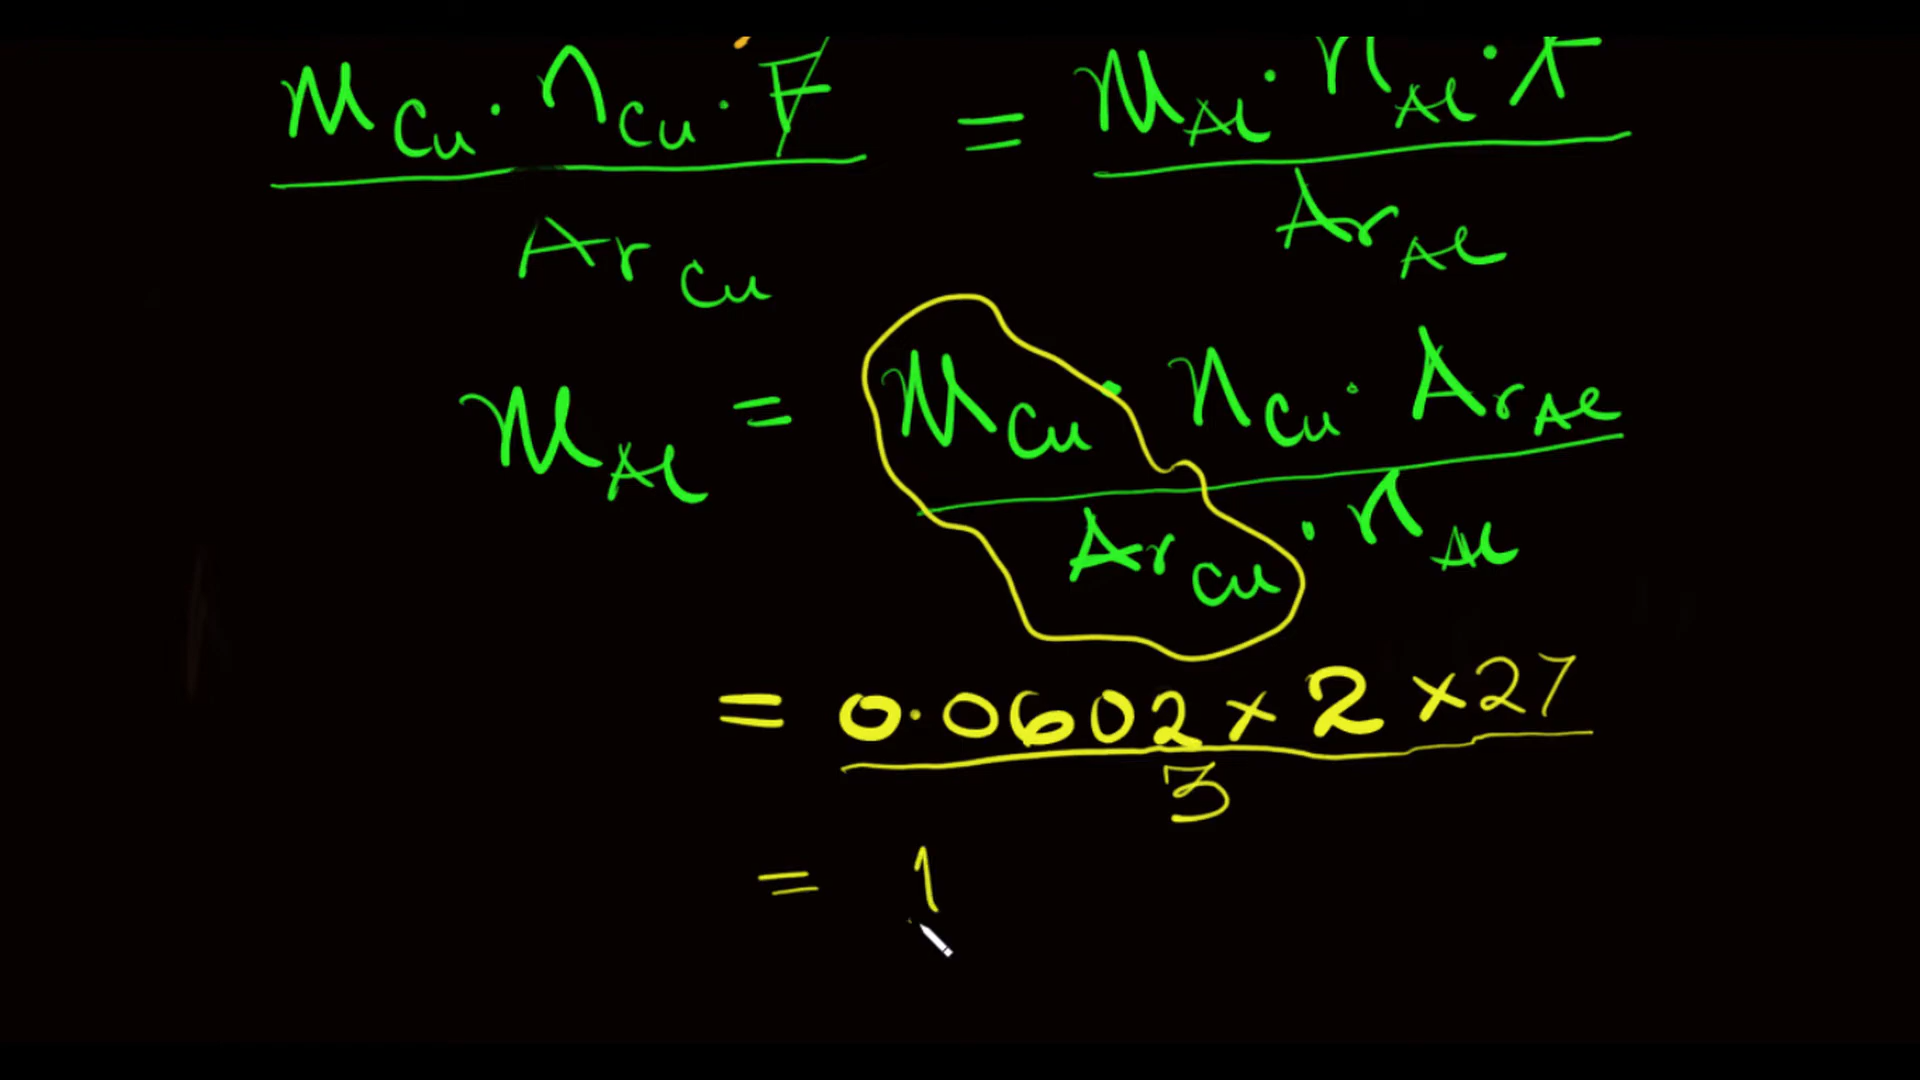 M_Cu · n_Cu · F / Ar_Cu = M_Al · n_Al · F / Ar_Al
M_Al = M_Cu · n_Cu · Ar_Al / Ar_Cu · n_Al
= 0.0602 × 2 × 27 / 3
= 1